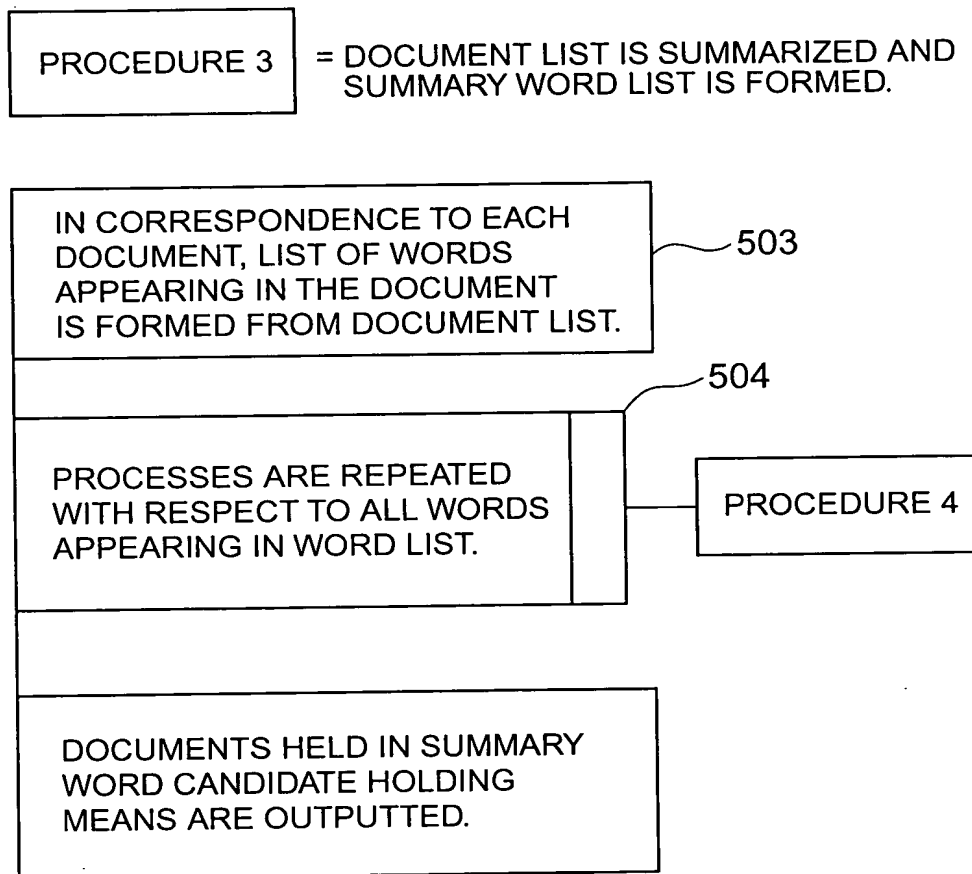 PROCEDURE 3
= DOCUMENT LIST IS SUMMARIZED AND
SUMMARY WORD LIST IS FORMED.
IN CORRESPONDENCE TO EACH
DOCUMENT, LIST OF WORDS
APPEARING IN THE DOCUMENT
IS FORMED FROM DOCUMENT LIST.
503
504
PROCESSES ARE REPEATED
WITH RESPECT TO ALL WORDS
APPEARING IN WORD LIST.
PROCEDURE 4
DOCUMENTS HELD IN SUMMARY
WORD CANDIDATE HOLDING
MEANS ARE OUTPUTTED.